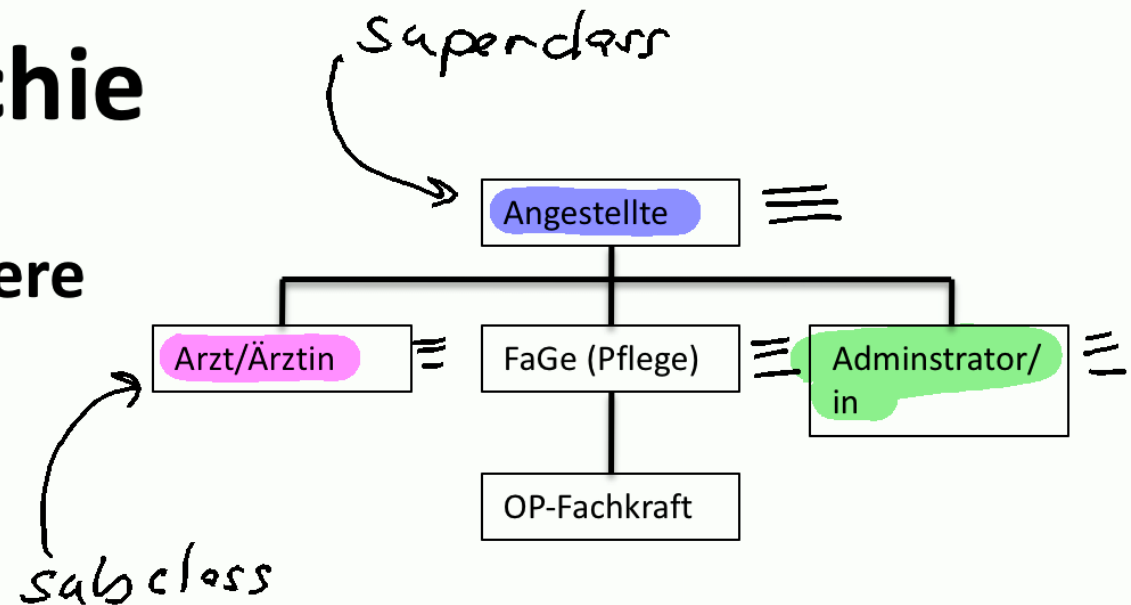 superclass
chie
Angestellte
ere
Arzt/Ärztin
FaGe (Pflege)
Adminstrator/
in
OP-Fachkraft
subclass